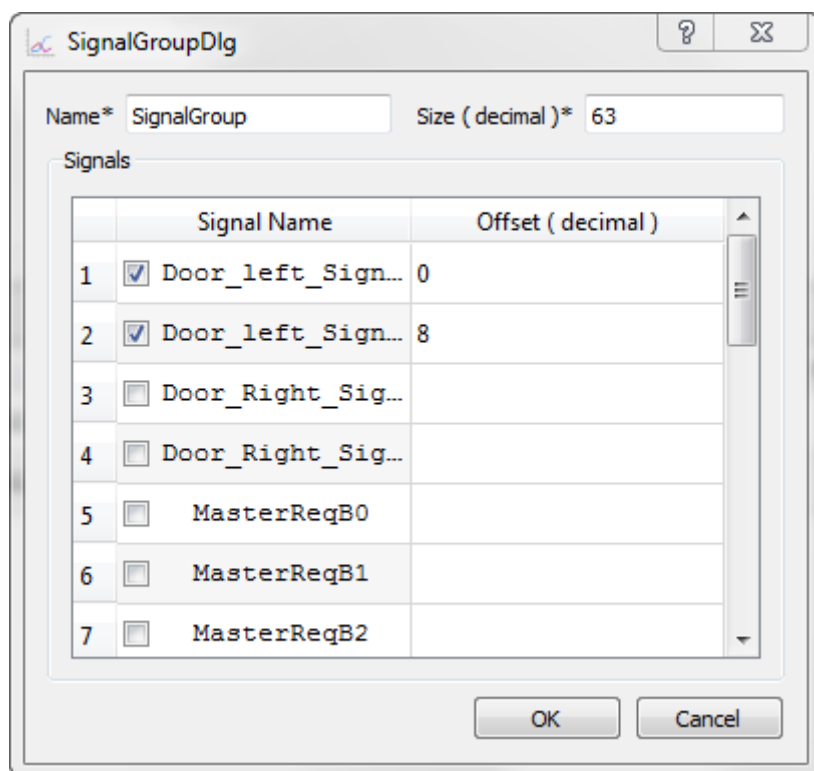 SignalGroupDlg
Name* SignalGroup Size ( decimal )* 63
Signals
Signal Name Offset ( decimal )
1 Door_left_Sign... 0
2 Door_left_Sign... 8
3 Door_Right_Sig...
4 Door_Right_Sig...
5 MasterReqB0
6 MasterReqB1
7 MasterReqB2
OK Cancel